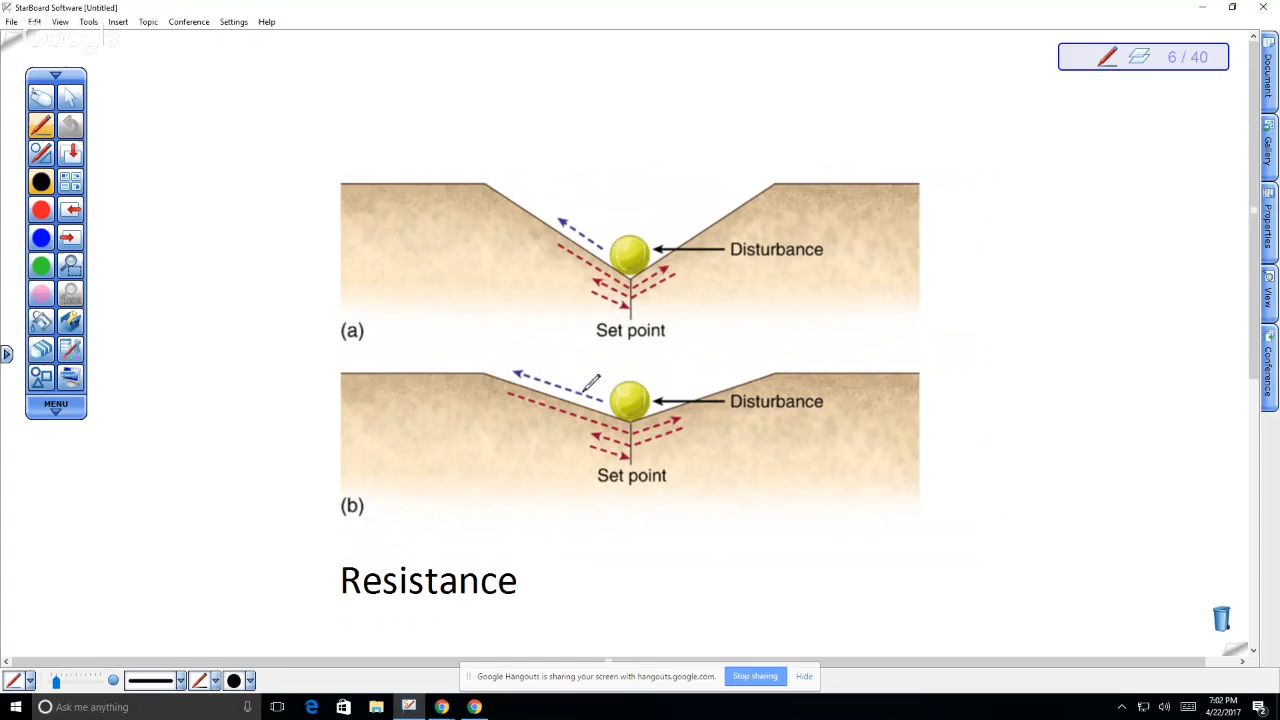 StarBoard Software [Untitled]
File Edit View Tools Insert Topic Conference Settings Help
Google
6 / 40
Document
Gallery
Properties
View
Conference
MENU
Disturbance
Set point
(a)
Disturbance
Set point
(b)
Resistance
Google Hangouts is sharing your screen with hangouts.google.com. Stop sharing Hide
Ask me anything
7:02 PM
4/22/2017